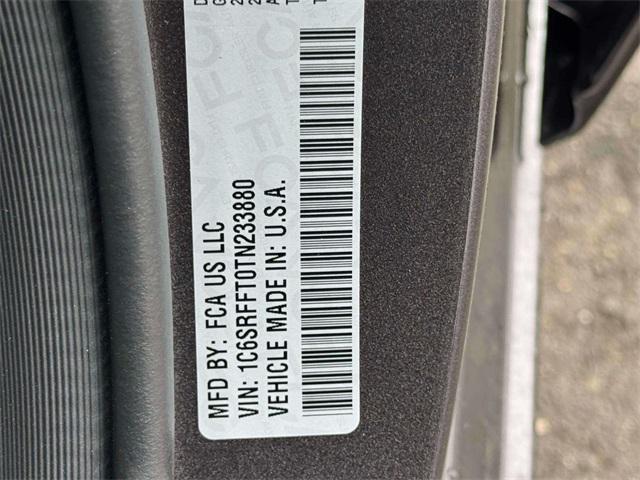 MFD BY: FCA US LLC
VIN: 1C6SRFFT0TN233880
VEHICLE MADE IN: U.S.A.